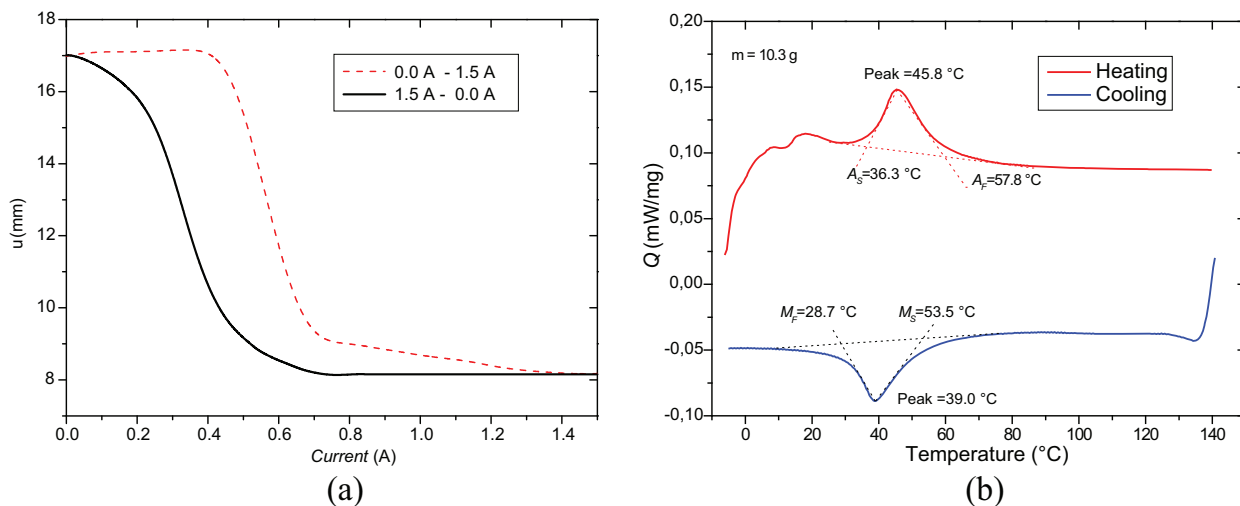 18
16
14
12
10
8
u(mm)
0.0 A - 1.5 A
1.5 A - 0.0 A
0.0 0.2 0.4 0.6 0.8 1.0 1.2 1.4
Current (A)
(a)
0,20
0,15
0,10
0,05
0,00
-0,05
-0,10
Q (mW/mg)
m = 10.3 g
Peak =45.8 °C
Heating
Cooling
AS=36.3 °C
AF=57.8 °C
MF=28.7 °C
MS=53.5 °C
Peak =39.0 °C
0 20 40 60 80 100 120 140
Temperature (°C)
(b)